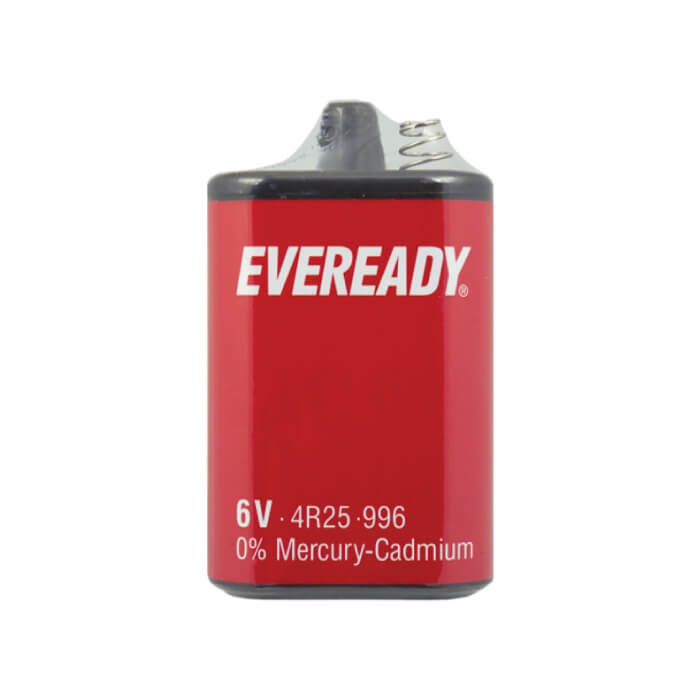 EVEREADY®
6V · 4R25 · 996
0% Mercury-Cadmium